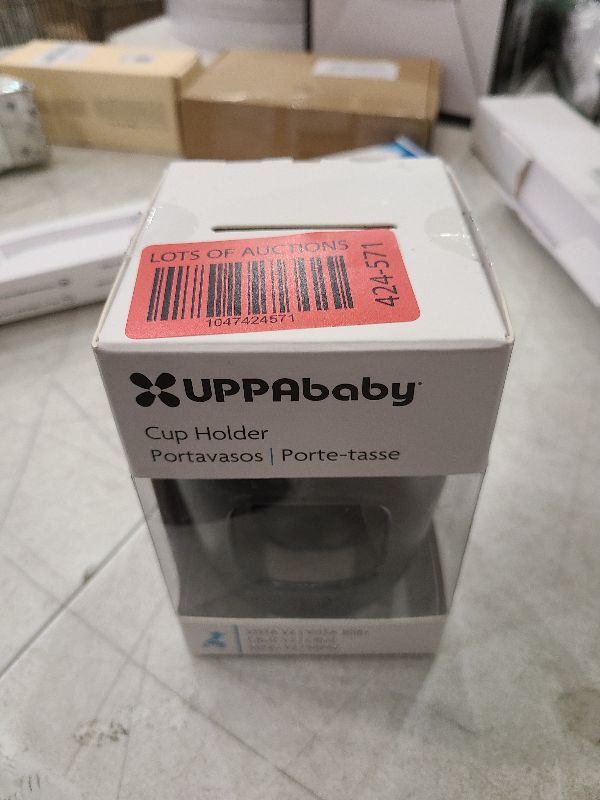 LOTS OF AUCTIONS
1047424571
424-571
UPPAbaby
Cup Holder
Portavasos | Porte-tasse